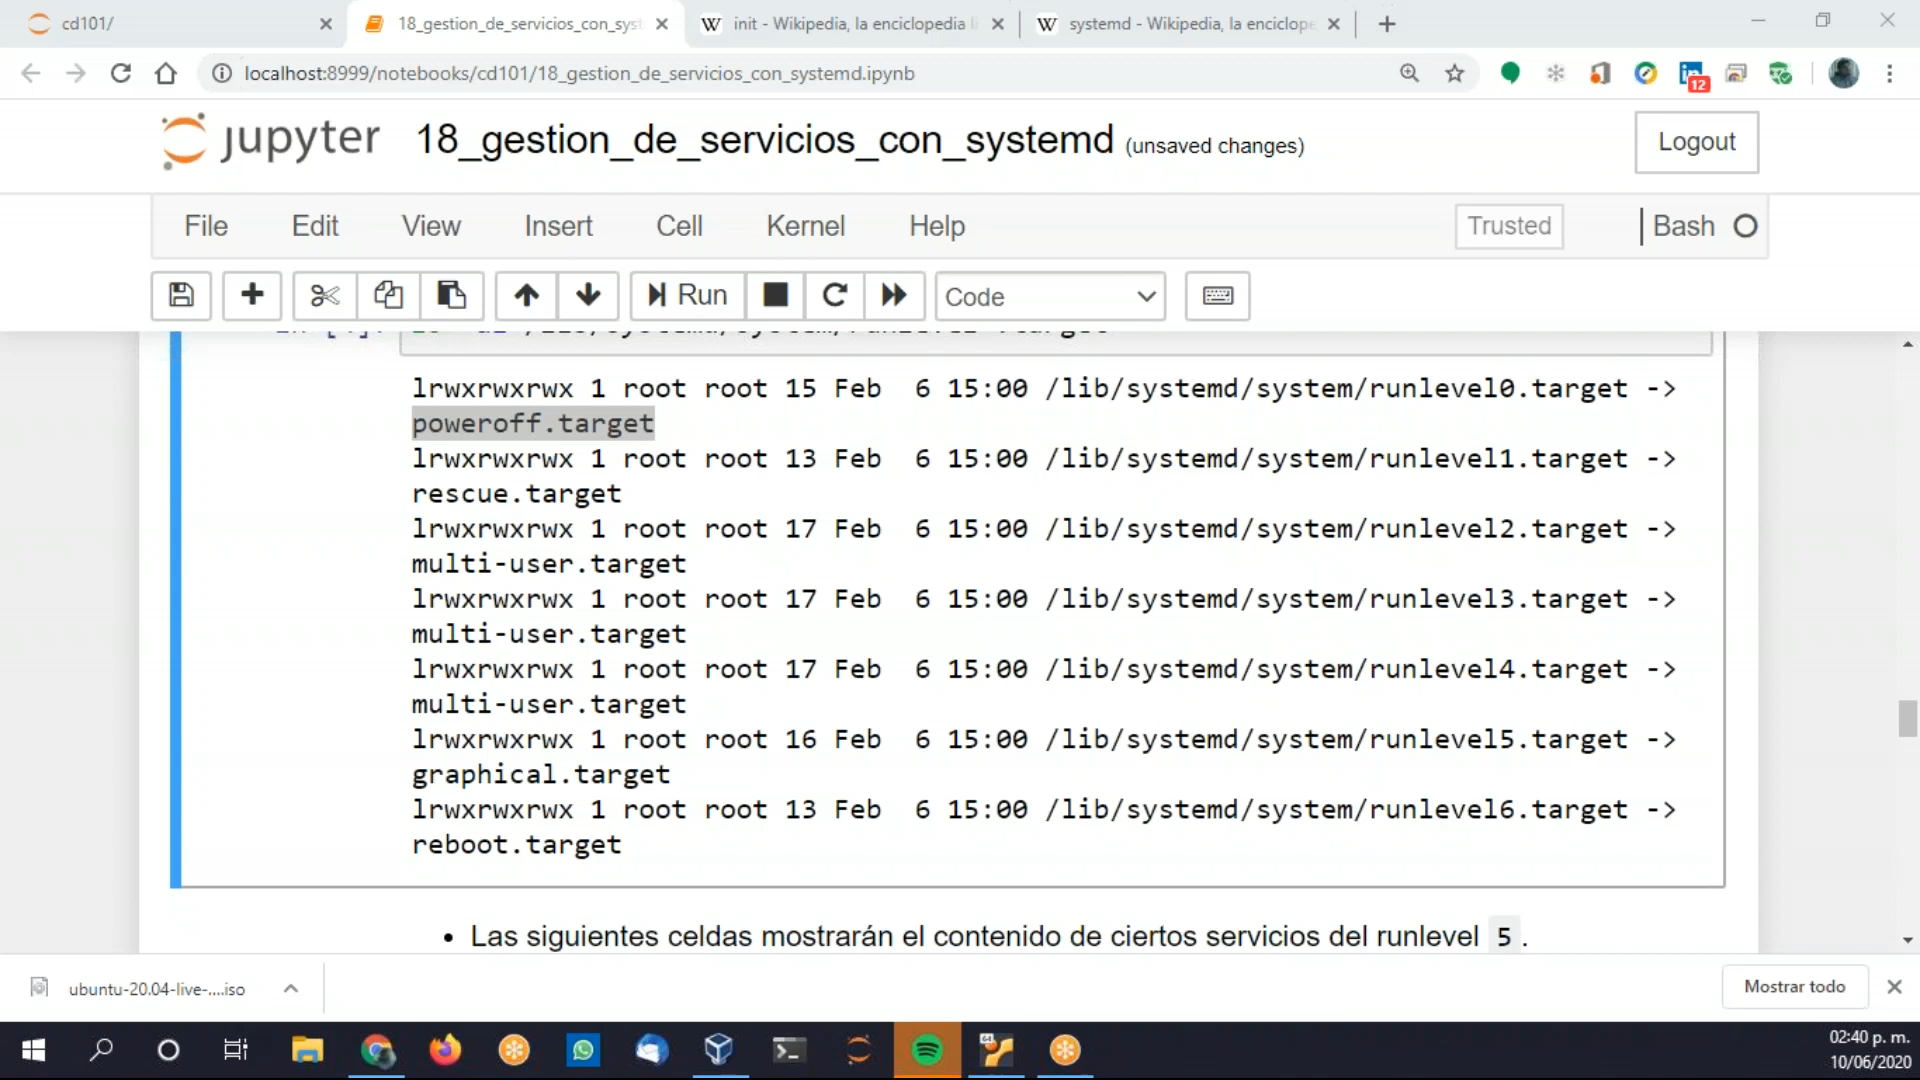 cd101/
18_gestion_de_servicios_con_syst
init - Wikipedia, la enciclopedia li
systemd - Wikipedia, la enciclope
localhost:8999/notebooks/cd101/18_gestion_de_servicios_con_systemd.ipynb
12
jupyter 18_gestion_de_servicios_con_systemd (unsaved changes)
Logout
File Edit View Insert Cell Kernel Help
Trusted
Bash
Run
Code
lrwxrwxrwx 1 root root 15 Feb  6 15:00 /lib/systemd/system/runlevel0.target ->
poweroff.target
lrwxrwxrwx 1 root root 13 Feb  6 15:00 /lib/systemd/system/runlevel1.target ->
rescue.target
lrwxrwxrwx 1 root root 17 Feb  6 15:00 /lib/systemd/system/runlevel2.target ->
multi-user.target
lrwxrwxrwx 1 root root 17 Feb  6 15:00 /lib/systemd/system/runlevel3.target ->
multi-user.target
lrwxrwxrwx 1 root root 17 Feb  6 15:00 /lib/systemd/system/runlevel4.target ->
multi-user.target
lrwxrwxrwx 1 root root 16 Feb  6 15:00 /lib/systemd/system/runlevel5.target ->
graphical.target
lrwxrwxrwx 1 root root 13 Feb  6 15:00 /lib/systemd/system/runlevel6.target ->
reboot.target
• Las siguientes celdas mostrarán el contenido de ciertos servicios del runlevel 5 .
ubuntu-20.04-live-....iso
Mostrar todo
02:40 p. m.
10/06/2020